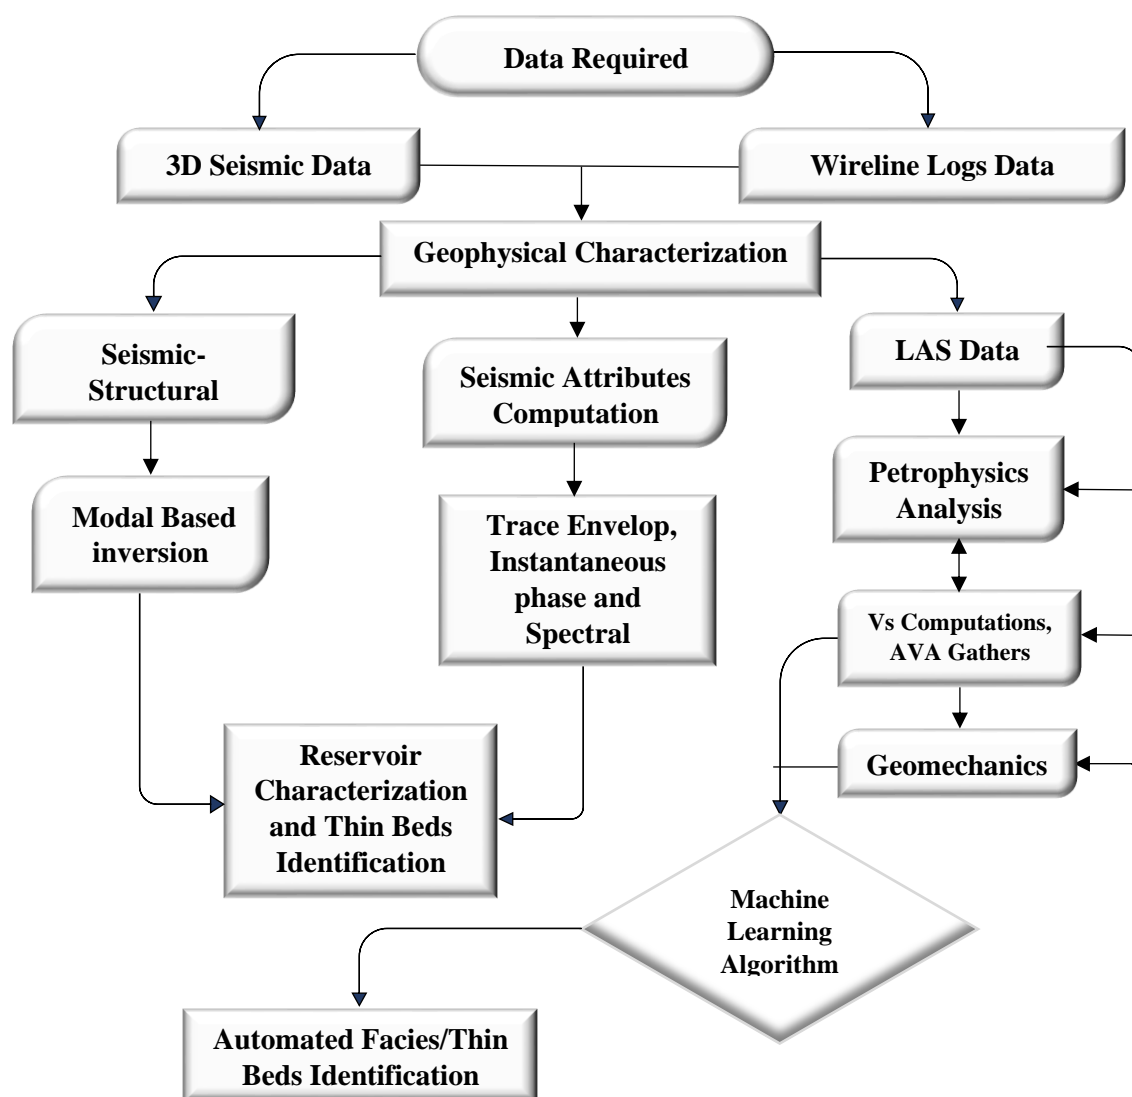 Data Required
3D Seismic Data
Wireline Logs Data
Geophysical Characterization
Seismic-
Structural
Seismic Attributes
Computation
LAS Data
Modal Based
inversion
Trace Envelop,
Instantaneous
phase and
Spectral
Petrophysics
Analysis
Vs Computations,
AVA Gathers
Geomechanics
Reservoir
Characterization
and Thin Beds
Identification
Machine
Learning
Algorithm
Automated Facies/Thin
Beds Identification